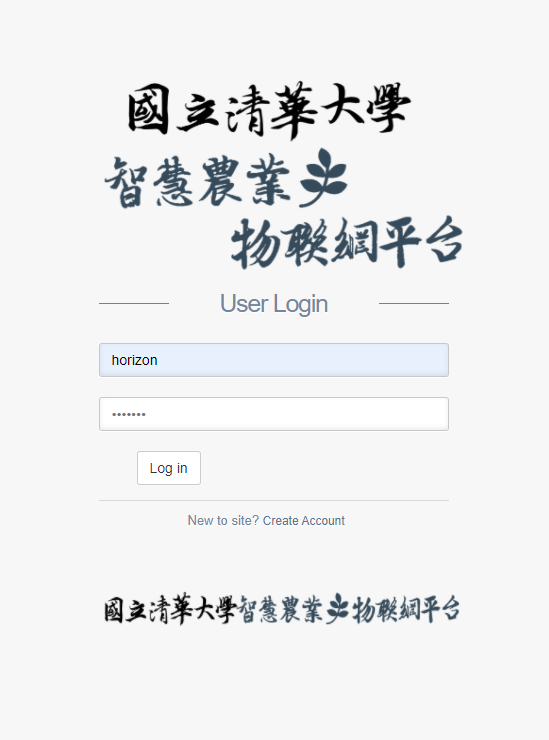 國立清華大學
智慧農業
物聯網平台
User Login
horizon
•••••••
Log in
New to site? Create Account
國立清華大學智慧農業物聯網平台